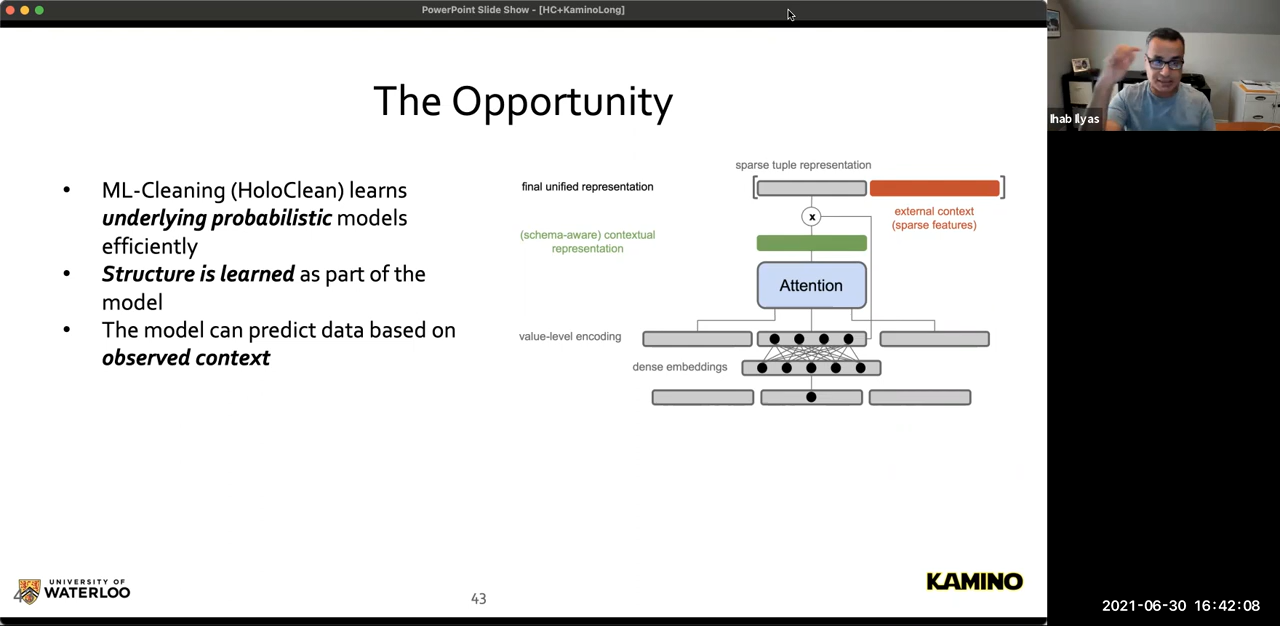 PowerPoint Slide Show - [HC+KaminoLong]
Ihab Ilyas
The Opportunity
• ML-Cleaning (HoloClean) learns
underlying probabilistic models
efficiently
• Structure is learned as part of the
model
• The model can predict data based on
observed context
sparse tuple representation
final unified representation
x
external context
(sparse features)
(schema-aware) contextual
representation
Attention
value-level encoding
dense embeddings
UNIVERSITY OF
WATERLOO
43
KAMINO
2021-06-30 16:42:08